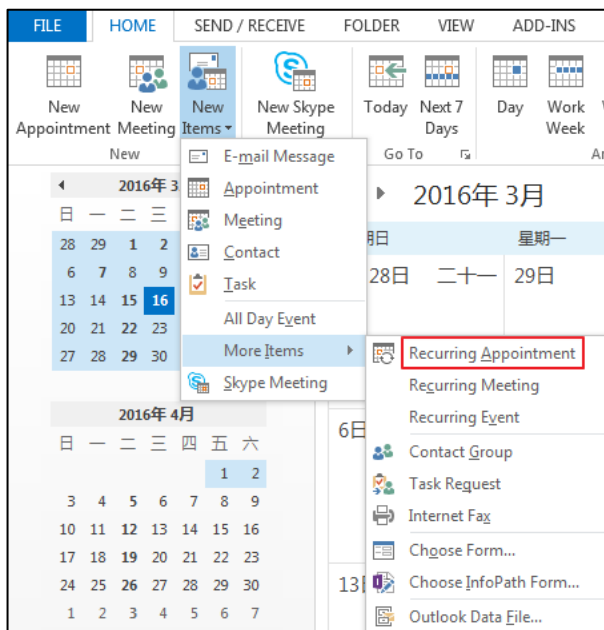 FILE HOME SEND / RECEIVE FOLDER VIEW ADD-INS
New Appointment
New Meeting
New Items
New Skype Meeting
Today
Next 7 Days
Day
Work Week
New
Go To
E-mail Message
Appointment
Meeting
Contact
Task
All Day Event
More Items
Skype Meeting
Recurring Appointment
Recurring Meeting
Recurring Event
Contact Group
Task Request
Internet Fax
Choose Form...
Choose InfoPath Form...
Outlook Data File...
2016年 3
日 一 二 三
28 29 1 2
6 7 8 9
13 14 15 16
20 21 22 23
27 28 29 30
2016年 4月
日 一 二 三 四 五 六
1 2
3 4 5 6 7 8 9
10 11 12 13 14 15 16
17 18 19 20 21 22 23
24 25 26 27 28 29 30
1 2 3 4 5 6 7
2016年 3月
期日 星期一
28日 二十一 29日
6日
13